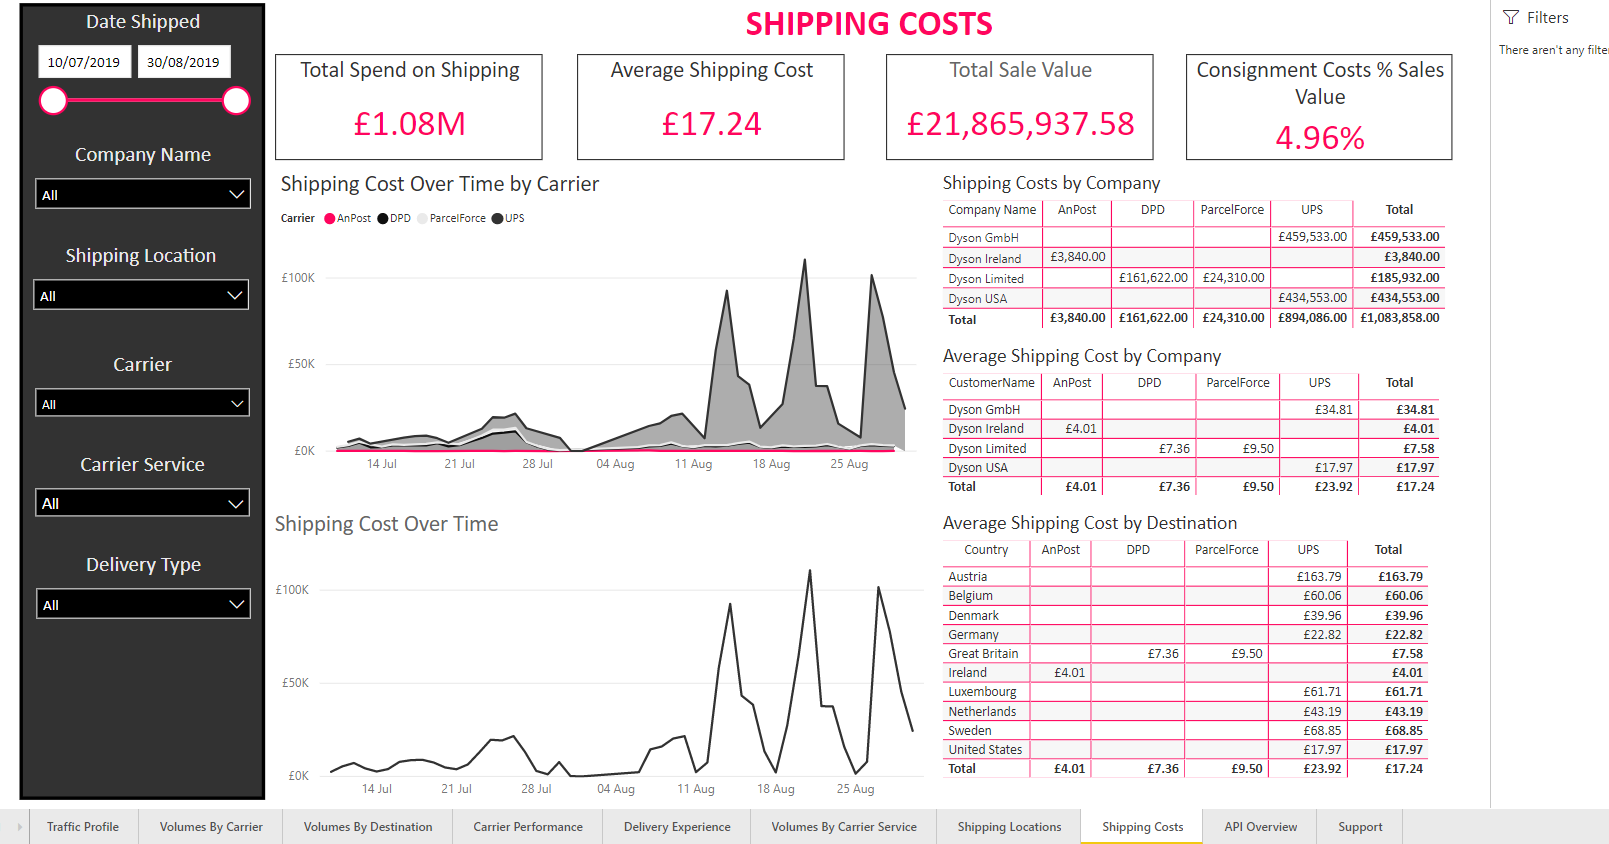 Date Shipped
10/07/2019 30/08/2019
Company Name
All
Shipping Location
All
Carrier
All
Carrier Service
All
Delivery Type
All
SHIPPING COSTS
Total Spend on Shipping
£1.08M
Average Shipping Cost
£17.24
Total Sale Value
£21,865,937.58
Consignment Costs % Sales
Value
4.96%
Shipping Cost Over Time by Carrier
Carrier AnPost DPD ParcelForce UPS
£100K
£50K
£0K
14 Jul 21 Jul 28 Jul 04 Aug 11 Aug 18 Aug 25 Aug
Shipping Cost Over Time
£100K
£50K
£0K
14 Jul 21 Jul 28 Jul 04 Aug 11 Aug 18 Aug 25 Aug
Shipping Costs by Company
Company Name AnPost DPD ParcelForce UPS Total
Dyson GmbH £459,533.00 £459,533.00
Dyson Ireland £3,840.00 £3,840.00
Dyson Limited £161,622.00 £24,310.00 £185,932.00
Dyson USA £434,553.00 £434,553.00
Total £3,840.00 £161,622.00 £24,310.00 £894,086.00 £1,083,858.00
Average Shipping Cost by Company
CustomerName AnPost DPD ParcelForce UPS Total
Dyson GmbH £34.81 £34.81
Dyson Ireland £4.01 £4.01
Dyson Limited £7.36 £9.50 £7.58
Dyson USA £17.97 £17.97
Total £4.01 £7.36 £9.50 £23.92 £17.24
Average Shipping Cost by Destination
Country AnPost DPD ParcelForce UPS Total
Austria £163.79 £163.79
Belgium £60.06 £60.06
Denmark £39.96 £39.96
Germany £22.82 £22.82
Great Britain £7.36 £9.50 £7.58
Ireland £4.01 £4.01
Luxembourg £61.71 £61.71
Netherlands £43.19 £43.19
Sweden £68.85 £68.85
United States £17.97 £17.97
Total £4.01 £7.36 £9.50 £23.92 £17.24
Filters
There aren't any filter
Traffic Profile Volumes By Carrier Volumes By Destination Carrier Performance Delivery Experience Volumes By Carrier Service Shipping Locations Shipping Costs API Overview Support